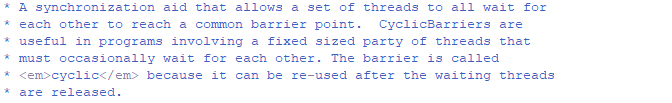 * A synchronization aid that allows a set of threads to all wait for
* each other to reach a common barrier point.  CyclicBarriers are
* useful in programs involving a fixed sized party of threads that
* must occasionally wait for each other. The barrier is called
* <em>cyclic</em> because it can be re-used after the waiting threads
* are released.